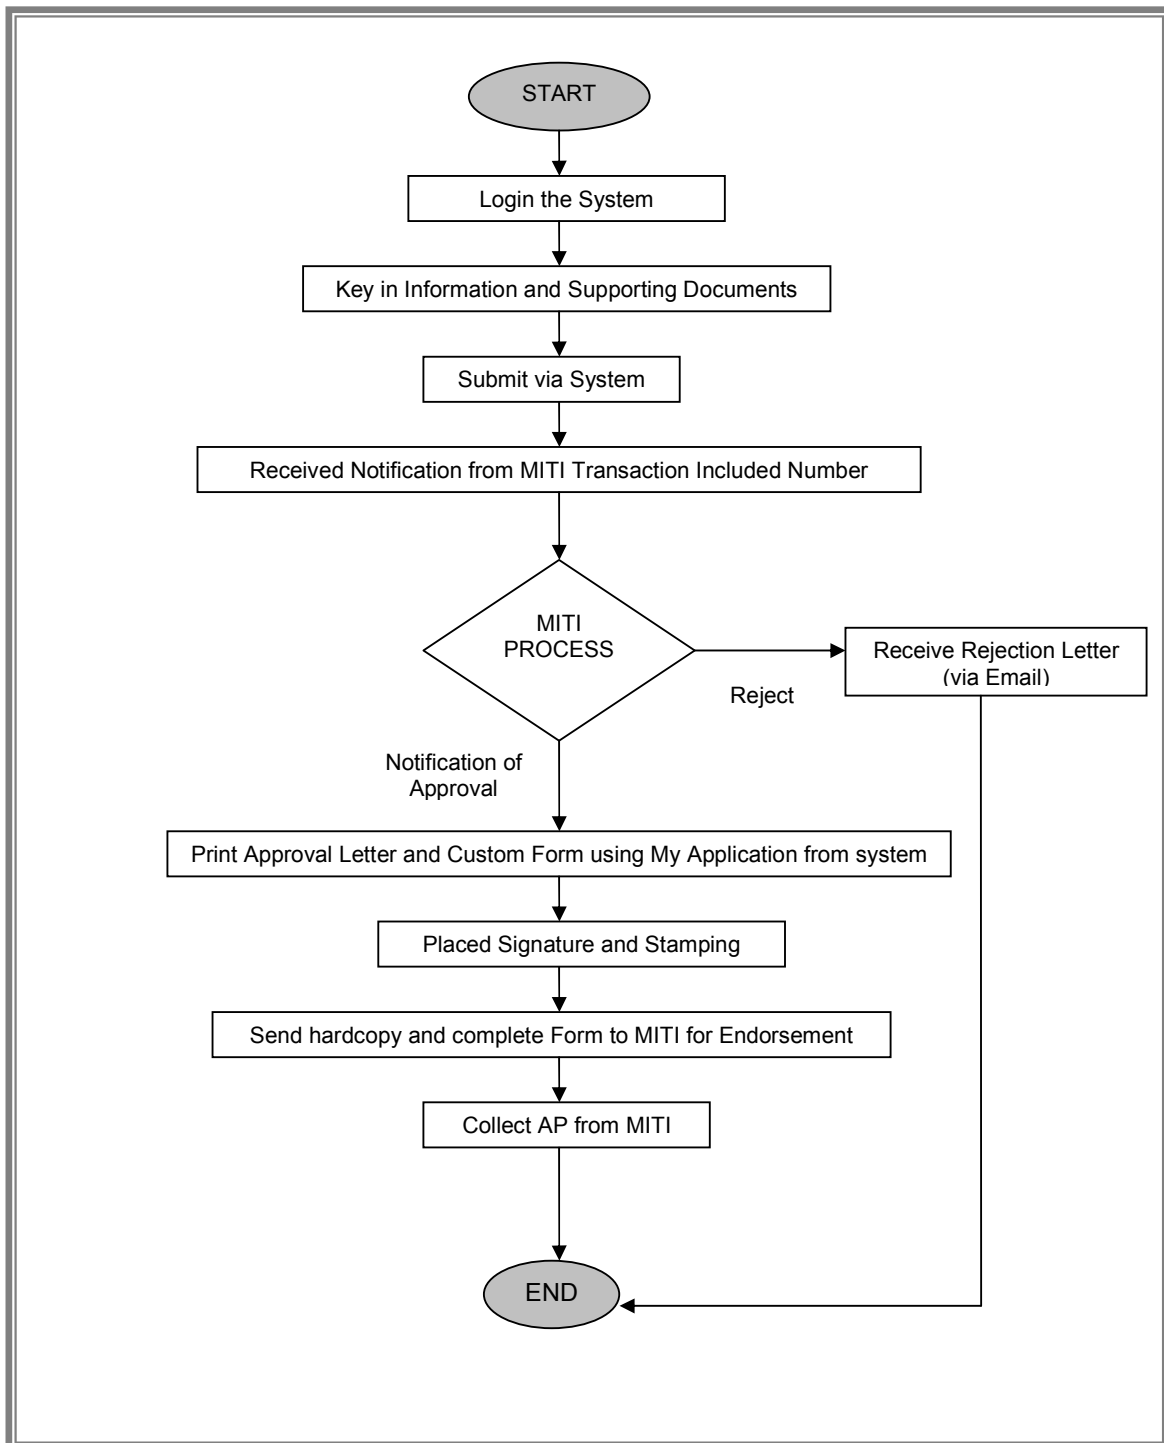 START
Login the System
Key in Information and Supporting Documents
Submit via System
Received Notification from MITI Transaction Included Number
MITI
PROCESS
Receive Rejection Letter
(via Email)
Reject
Notification of
Approval
Print Approval Letter and Custom Form using My Application from system
Placed Signature and Stamping
Send hardcopy and complete Form to MITI for Endorsement
Collect AP from MITI
END